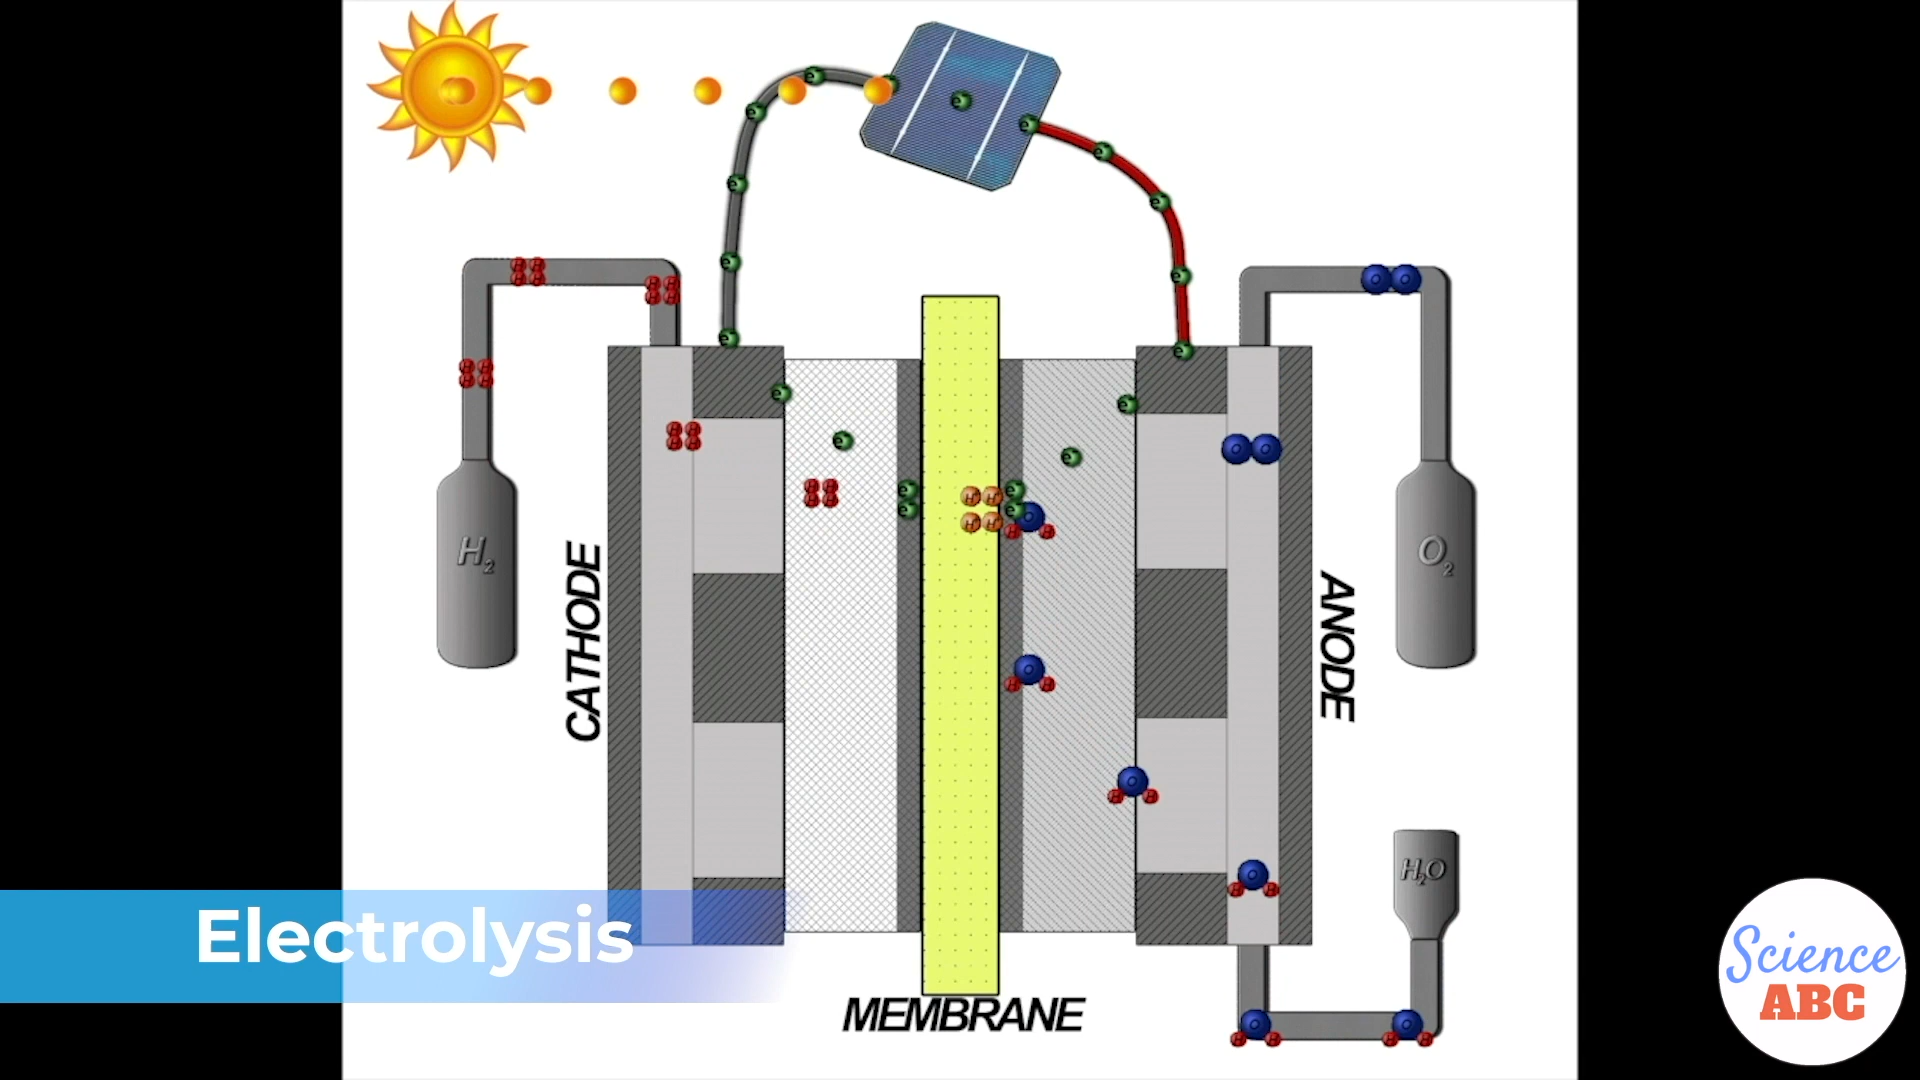 H₂
CATHODE
ANODE
O₂
H₂O
Electrolysis
MEMBRANE
Science
ABC